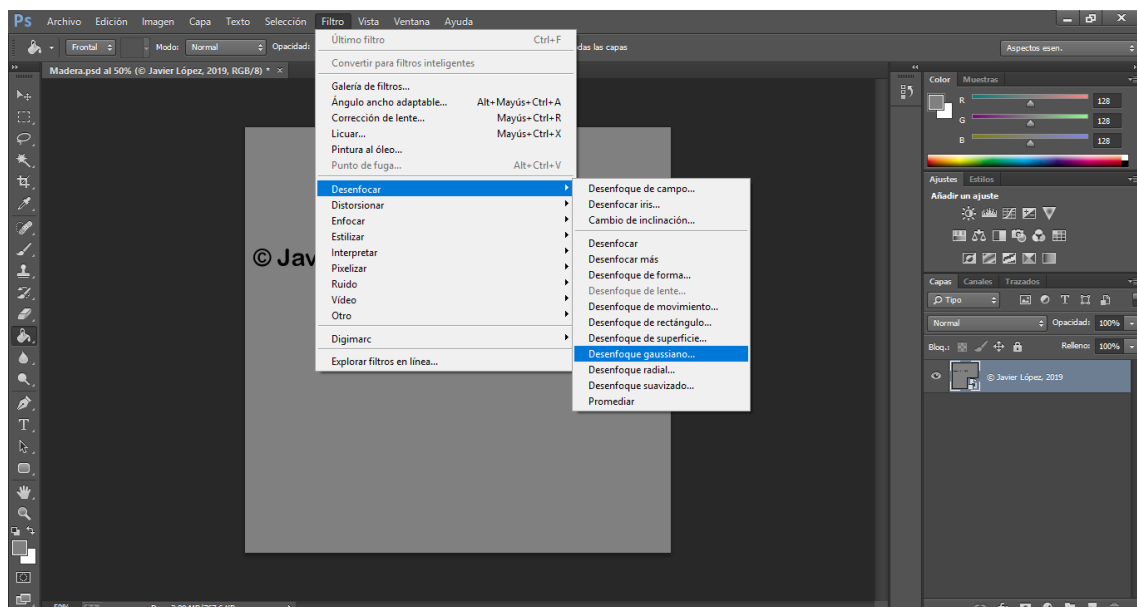 Ps Archivo Edición Imagen Capa Texto Selección Filtro Vista Ventana Ayuda
Frontal Modo: Normal Opacidad: das las capas Aspectos esen.
Madera.psd al 50% (© Javier López, 2019, RGB/8) * ×
Último filtro Ctrl+F
Convertir para filtros inteligentes
Galería de filtros...
Ángulo ancho adaptable... Alt+Mayús+Ctrl+A
Corrección de lente... Mayús+Ctrl+R
Licuar... Mayús+Ctrl+X
Pintura al óleo...
Punto de fuga... Alt+Ctrl+V
Desenfocar
Distorsionar
Enfocar
Estilizar
Interpretar
Pixelizar
Ruido
Vídeo
Otro
Digimarc
Explorar filtros en línea...
Desenfoque de campo...
Desenfocar iris...
Cambio de inclinación...
Desenfocar
Desenfocar más
Desenfoque de forma...
Desenfoque de lente...
Desenfoque de movimiento...
Desenfoque de rectángulo...
Desenfoque de superficie...
Desenfoque gaussiano...
Desenfoque radial...
Desenfoque suavizado...
Promediar
© Jav
Color Muestras
R 128
G 128
B 128
Ajustes Estilos
Añadir un ajuste
Capas Canales Trazados
Tipo
Normal Opacidad: 100%
Bloq.: Relleno: 100%
© Javier López, 2019